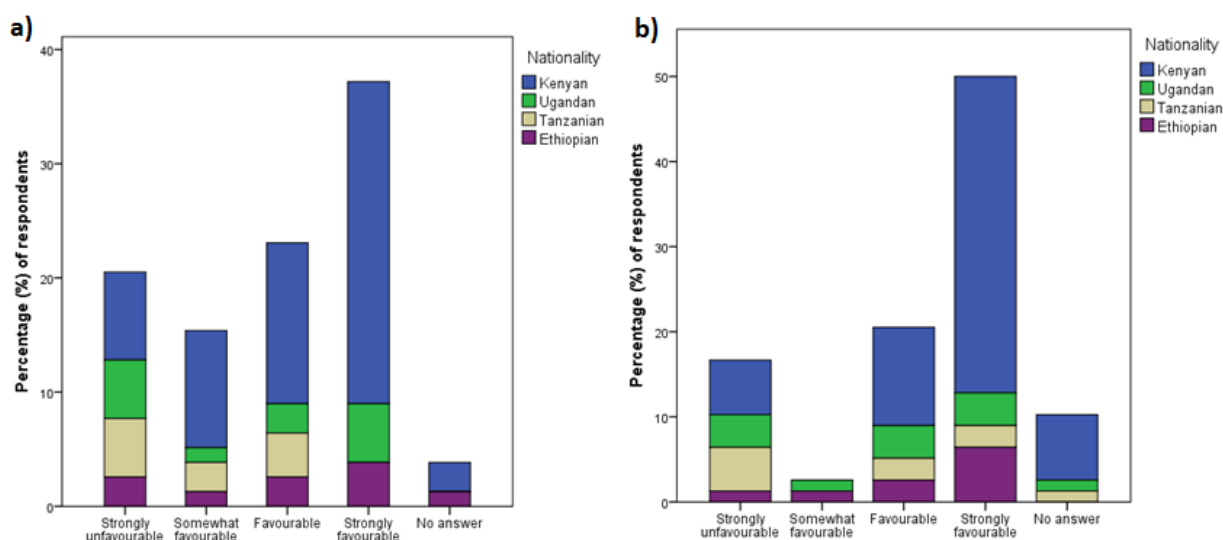 a)
Percentage (%) of respondents
40
30
20
10
0
Strongly
unfavourable
Somewhat
favourable
Favourable
Strongly
favourable
No answer
Nationality
Kenyan
Ugandan
Tanzanian
Ethiopian
b)
Percentage (%) of respondents
50
40
30
20
10
0
Strongly
unfavourable
Somewhat
favourable
Favourable
Strongly
favourable
No answer
Nationality
Kenyan
Ugandan
Tanzanian
Ethiopian